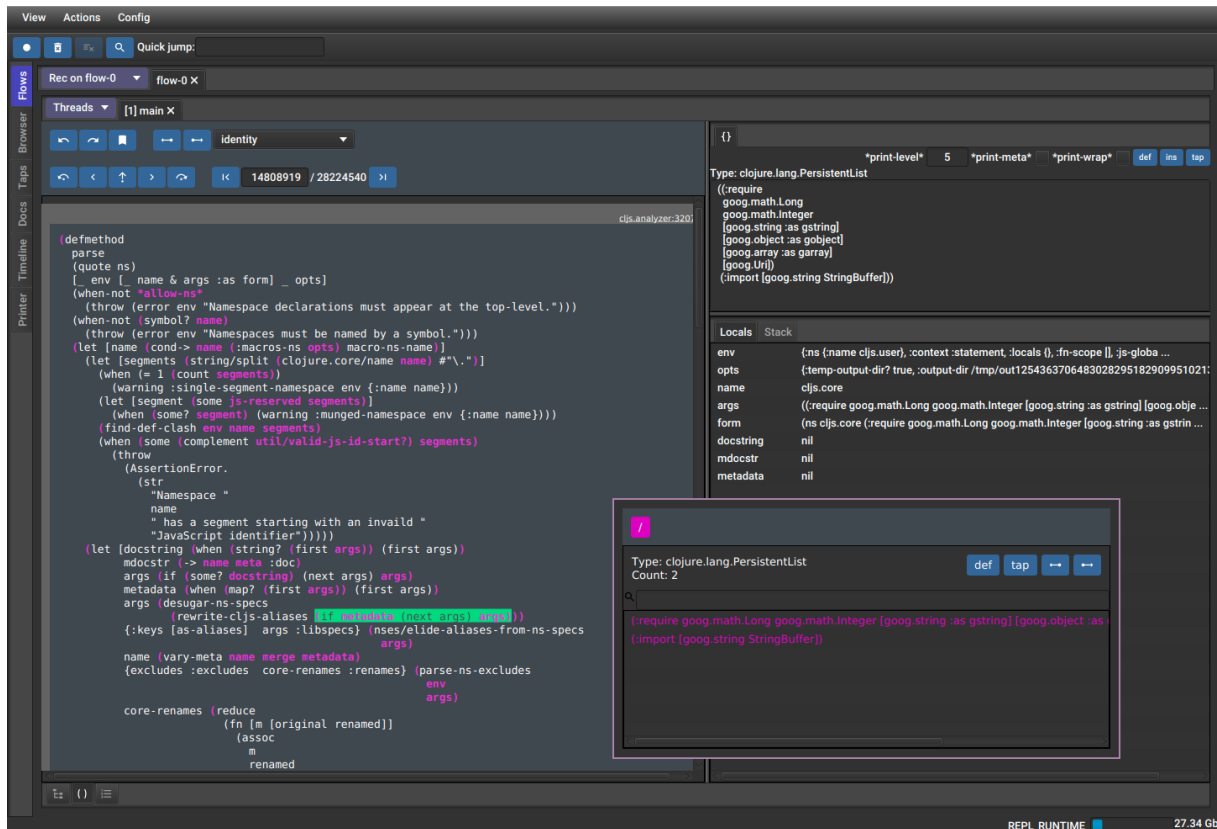 View Actions Config
Quick jump:
Flows
Browser
Taps
Docs
Timeline
Printer
Rec on flow-0
flow-0 ×
Threads
[1] main ×
identity
14808919 / 28224540
cljs.analyzer:3207
(defmethod
parse
(quote ns)
[_ env [_ name & args :as form] _ opts]
(when-not *allow-ns*
(throw (error env "Namespace declarations must appear at the top-level.")))
(when-not (symbol? name)
(throw (error env "Namespaces must be named by a symbol.")))
(let [name (cond-> name (:macros-ns opts) macro-ns-name)]
(let [segments (string/split (clojure.core/name name) #"\.")]
(when (= 1 (count segments))
(warning :single-segment-namespace env {:name name}))
(let [segment (some js-reserved segments)]
(when (some? segment) (warning :munged-namespace env {:name name})))
(find-def-clash env name segments)
(when (some (complement util/valid-js-id-start?) segments)
(throw
(AssertionError.
(str
"Namespace "
name
" has a segment starting with an invaild "
"JavaScript identifier")))))
(let [docstring (when (string? (first args)) (first args))
mdocstr (-> name meta :doc)
args (if (some? docstring) (next args) args)
metadata (when (map? (first args)) (first args))
args (desugar-ns-specs
(rewrite-cljs-aliases (if metadata (next args) args)))
{:keys [as-aliases] args :libspecs} (nses/elide-aliases-from-ns-specs
args)
name (vary-meta name merge metadata)
{excludes :excludes core-renames :renames} (parse-ns-excludes
env
args)
core-renames (reduce
(fn [m [original renamed]]
(assoc
m
renamed
{}
*print-level* 5 *print-meta* *print-wrap* def ins tap
Type: clojure.lang.PersistentList
((:require
goog.math.Long
goog.math.Integer
[goog.string :as gstring]
[goog.object :as gobject]
[goog.array :as garray]
[goog.Uri])
(:import [goog.string StringBuffer]))
Locals Stack
env {:ns {:name cljs.user}, :context :statement, :locals {}, :fn-scope [], :js-globa ...
opts {:temp-output-dir? true, :output-dir /tmp/out12543637064830282951829099510213
name cljs.core
args ((:require goog.math.Long goog.math.Integer [goog.string :as gstring] [goog.obje ...
form (ns cljs.core (:require goog.math.Long goog.math.Integer [goog.string :as gstrin ...
docstring nil
mdocstr nil
metadata nil
/
Type: clojure.lang.PersistentList
Count: 2
def tap
(:require goog.math.Long goog.math.Integer [goog.string :as gstring] [goog.object :as
(:import [goog.string StringBuffer])
()
REPL RUNTIME 27.34 Gb